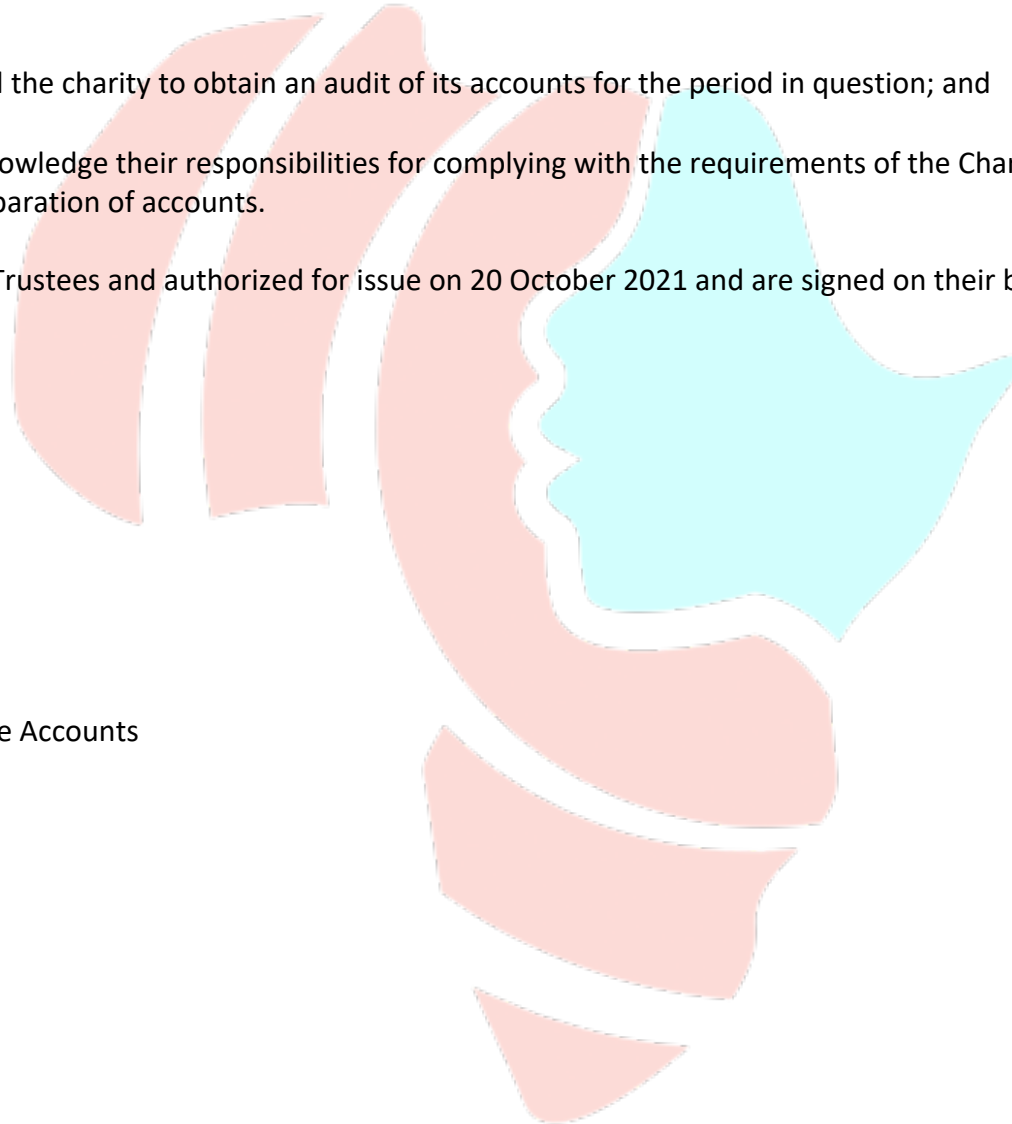 the charity to obtain an audit of its accounts for the period in question; and
owledge their responsibilities for complying with the requirements of the Char
paration of accounts.
Trustees and authorized for issue on 20 October 2021 and are signed on their b
e Accounts